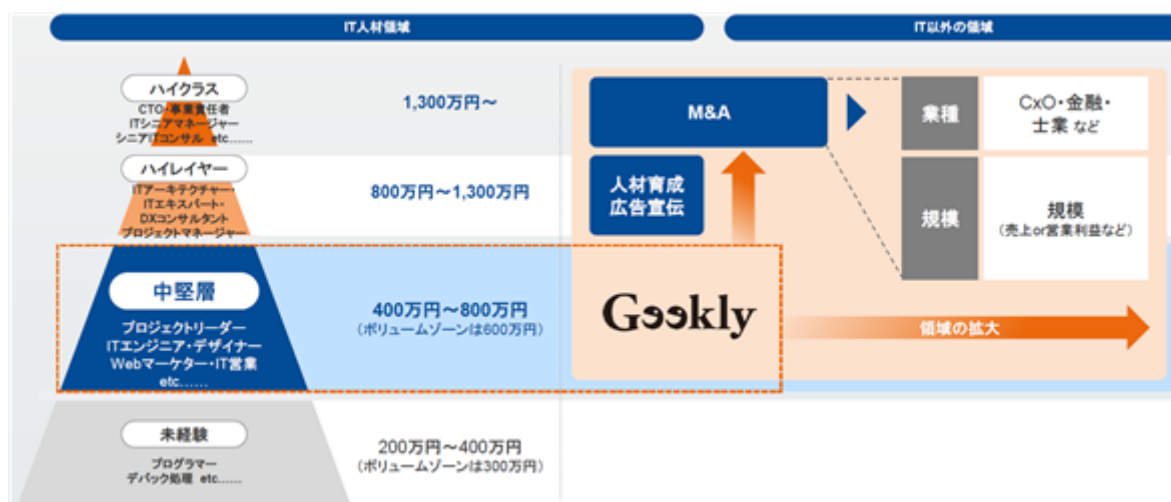 IT人材領域
IT以外の領域
ハイクラス
CTO・事業責任者
ITシニアマネージャー
シニアITコンサル etc……
1,300万円～
ハイレイヤー
ITアーキテクチャー・
ITエキスパート・
DXコンサルタント
プロジェクトマネージャー
800万円～1,300万円
中堅層
プロジェクトリーダー
ITエンジニア・デザイナー
Webマーケター・IT営業
etc……
400万円～800万円
（ボリュームゾーンは600万円）
未経験
プログラマー
デバック処理 etc……
200万円～400万円
（ボリュームゾーンは300万円）
M&A
人材育成
広告宣伝
Geekly
業種
CxO・金融・
士業 など
規模
規模
（売上or営業利益など）
領域の拡大